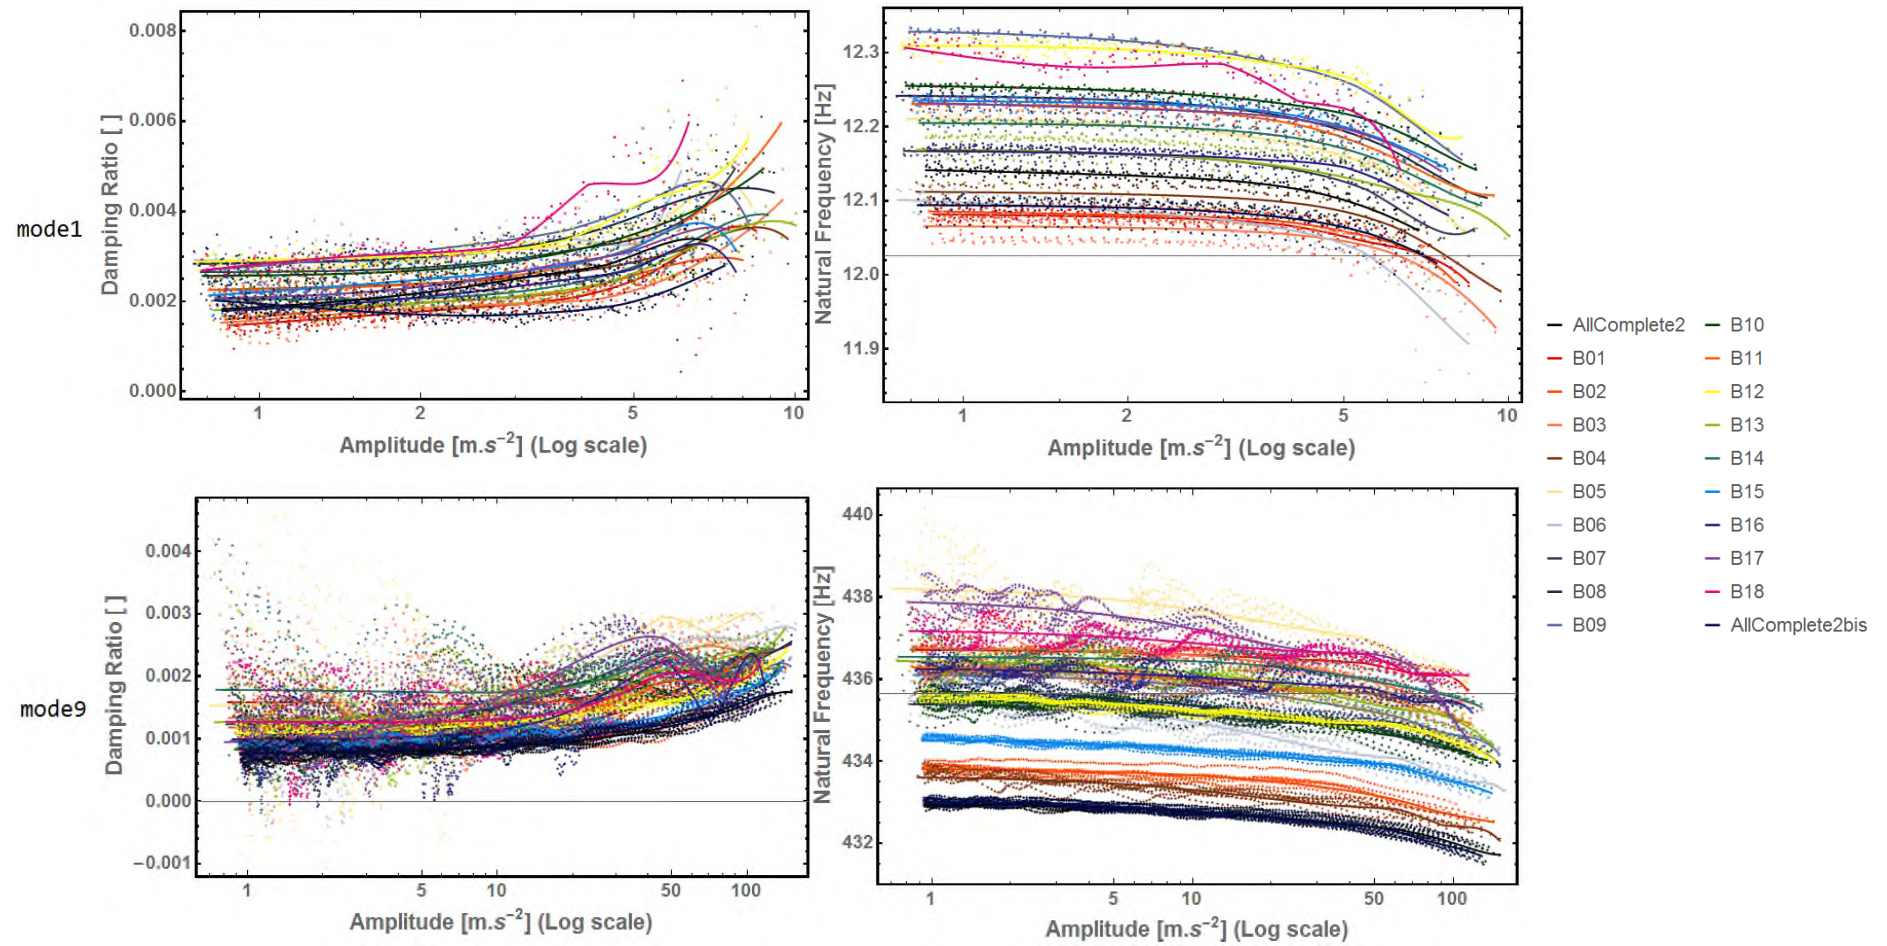 mode1
Damping Ratio [ ]
0.008
0.006
0.004
0.002
0.000
1 2 5 10
Amplitude [m.s⁻²] (Log scale)
Natural Frequency [Hz]
12.3
12.2
12.1
12.0
11.9
1 2 5 10
Amplitude [m.s⁻²] (Log scale)
mode9
Damping Ratio [ ]
0.004
0.003
0.002
0.001
0.000
−0.001
1 5 10 50 100
Amplitude [m.s⁻²] (Log scale)
Natural Frequency [Hz]
440
438
436
434
432
1 5 10 50 100
Amplitude [m.s⁻²] (Log scale)
AllComplete2
B01
B02
B03
B04
B05
B06
B07
B08
B09
B10
B11
B12
B13
B14
B15
B16
B17
B18
AllComplete2bis